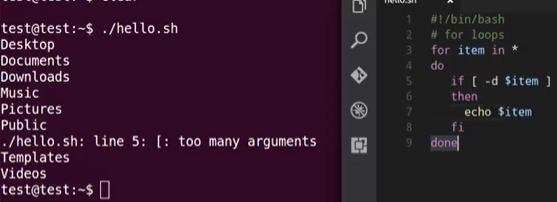 test@test:~$ ./hello.sh
Desktop
Documents
Downloads
Music
Pictures
Public
./hello.sh: line 5: [: too many arguments
Templates
Videos
test@test:~$
hello.sh
1 #!/bin/bash
2 # for loops
3 for item in *
4 do
5 if [ -d $item ]
6 then
7 echo $item
8 fi
9 done